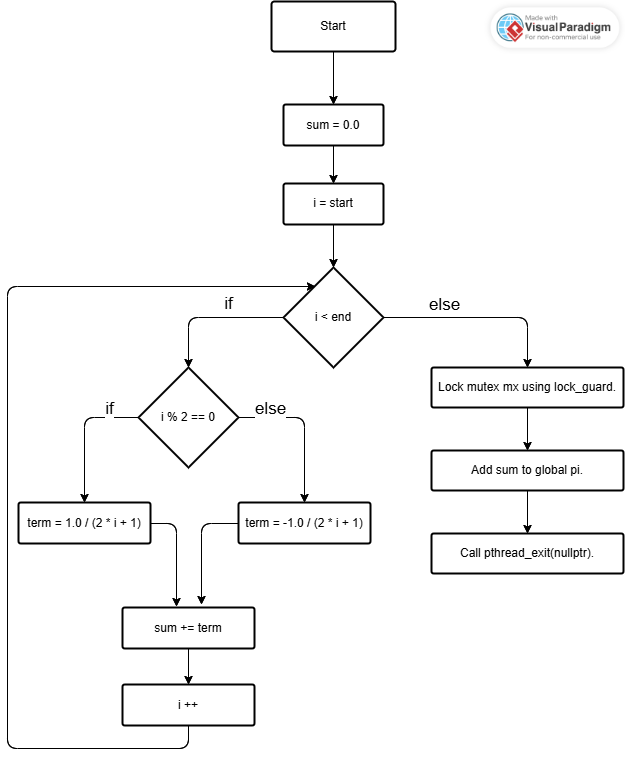 Start
Made with
VisualParadigm
For non-commercial use
sum = 0.0
i = start
i < end
if
else
i % 2 == 0
Lock mutex mx using lock_guard.
if
else
Add sum to global pi.
term = 1.0 / (2 * i + 1)
term = -1.0 / (2 * i + 1)
Call pthread_exit(nullptr).
sum += term
i ++